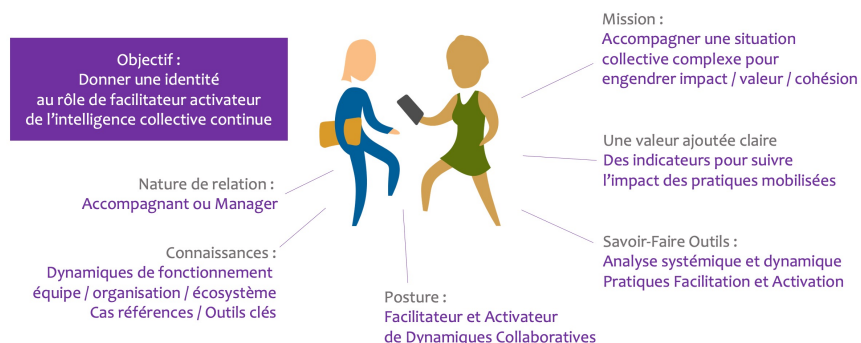 Objectif :
Donner une identité
au rôle de facilitateur activateur
de l'intelligence collective continue
Mission :
Accompagner une situation
collective complexe pour
engendrer impact / valeur / cohésion
Une valeur ajoutée claire
Des indicateurs pour suivre
l'impact des pratiques mobilisées
Nature de relation :
Accompagnant ou Manager
Connaissances :
Dynamiques de fonctionnement
équipe / organisation / écosystème
Cas références / Outils clés
Posture :
Facilitateur et Activateur
de Dynamiques Collaboratives
Savoir-Faire Outils :
Analyse systémique et dynamique
Pratiques Facilitation et Activation